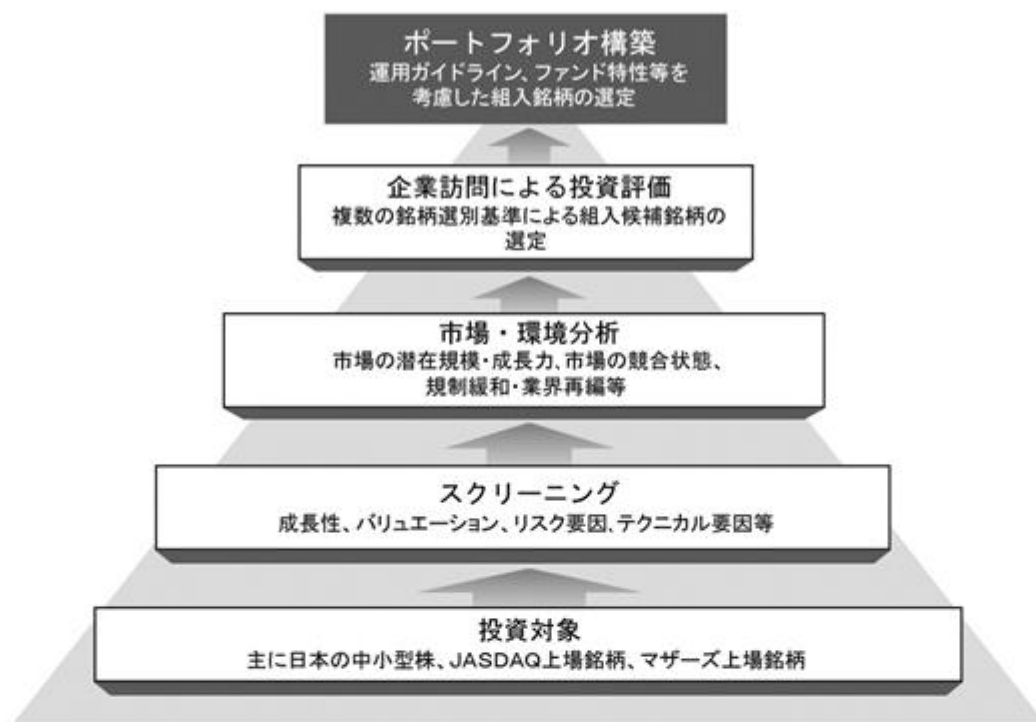 ポートフォリオ構築
運用ガイドライン、ファンド特性等を
考慮した組入銘柄の選定
企業訪問による投資評価
複数の銘柄選別基準による組入候補銘柄の
選定
市場・環境分析
市場の潜在規模・成長力、市場の競合状態、
規制緩和・業界再編等
スクリーニング
成長性、バリュエーション、リスク要因、テクニカル要因等
投資対象
主に日本の中小型株、JASDAQ上場銘柄、マザーズ上場銘柄